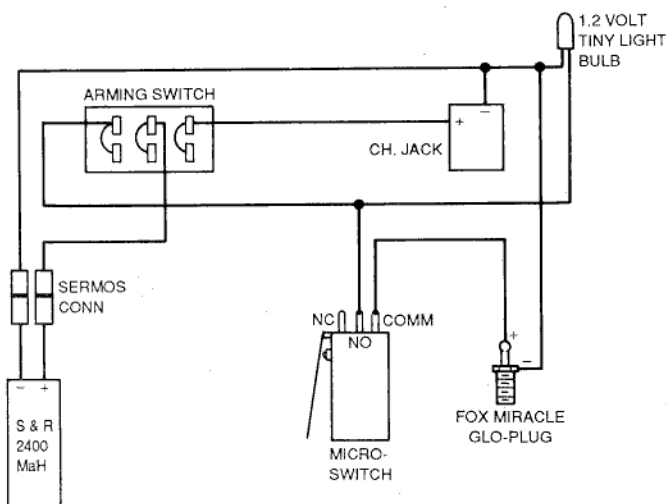 1.2 VOLT
TINY LIGHT
BULB
ARMING SWITCH
+
−
CH. JACK
SERMOS
CONN
NC
NO
COMM
+
−
− +
S & R
2400
MaH
MICRO-
SWITCH
FOX MIRACLE
GLO-PLUG